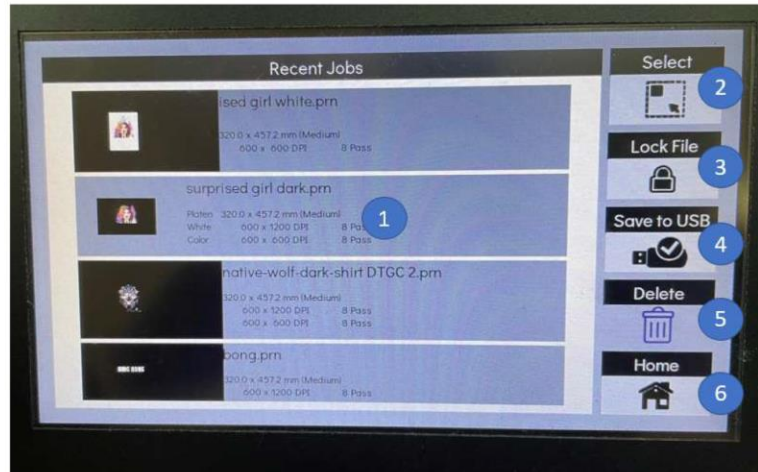 Recent Jobs
ised girl white.prn
320.0 x 457.2 mm (Medium)
600 x 600 DPI 8 Pass
surprised girl dark.prn
Platen 320.0 x 457.2 mm (Medium)
White 600 x 1200 DPI 8 Pass
Color 600 x 600 DPI 8 Pass
1
native-wolf-dark-shirt DTGC 2.prn
320.0 x 457.2 mm (Medium)
600 x 1200 DPI 8 Pass
600 x 600 DPI 8 Pass
bong.prn
320.0 x 457.2 mm (Medium)
600 x 1200 DPI 8 Pass
Select
2
Lock File
3
Save to USB
4
Delete
5
Home
6